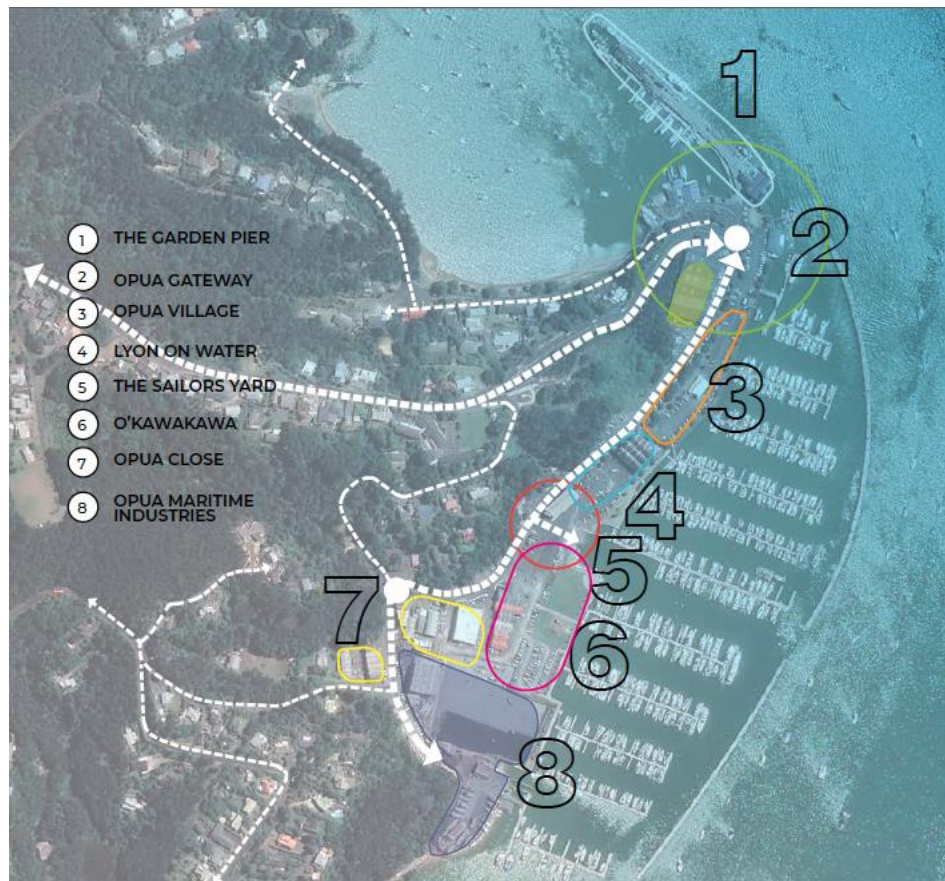 1
2
1 THE GARDEN PIER
2 OPUA GATEWAY
3 OPUA VILLAGE
4 LYON ON WATER
5 THE SAILORS YARD
6 O'KAWAKAWA
7 OPUA CLOSE
8 OPUA MARITIME
INDUSTRIES
3
4
5
7
6
8